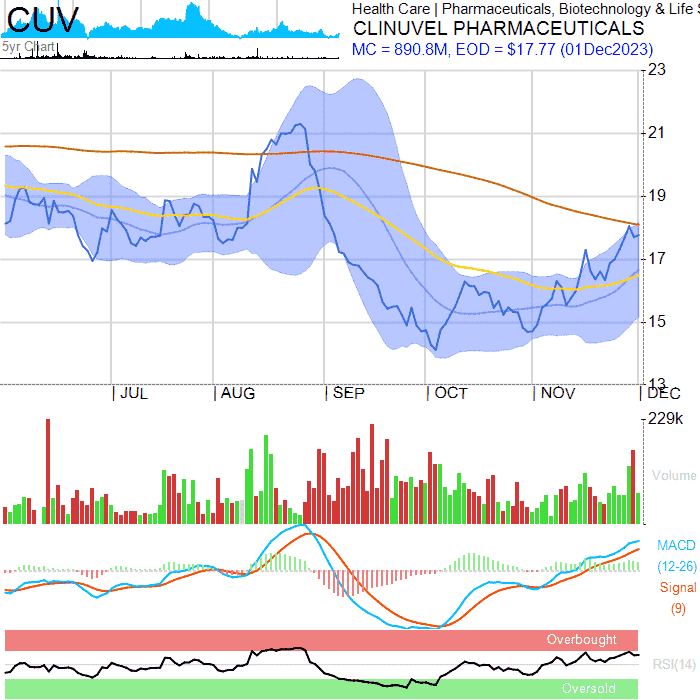 CUV
5yr Chart
Health Care | Pharmaceuticals, Biotechnology & Life S
CLINUVEL PHARMACEUTICALS
MC = 890.8M, EOD = $17.77 (01Dec2023)
23
21
19
17
15
13
JUL AUG SEP OCT NOV DEC
229k
Volume
MACD
(12-26)
Signal
(9)
Overbought
RSI(14)
Oversold